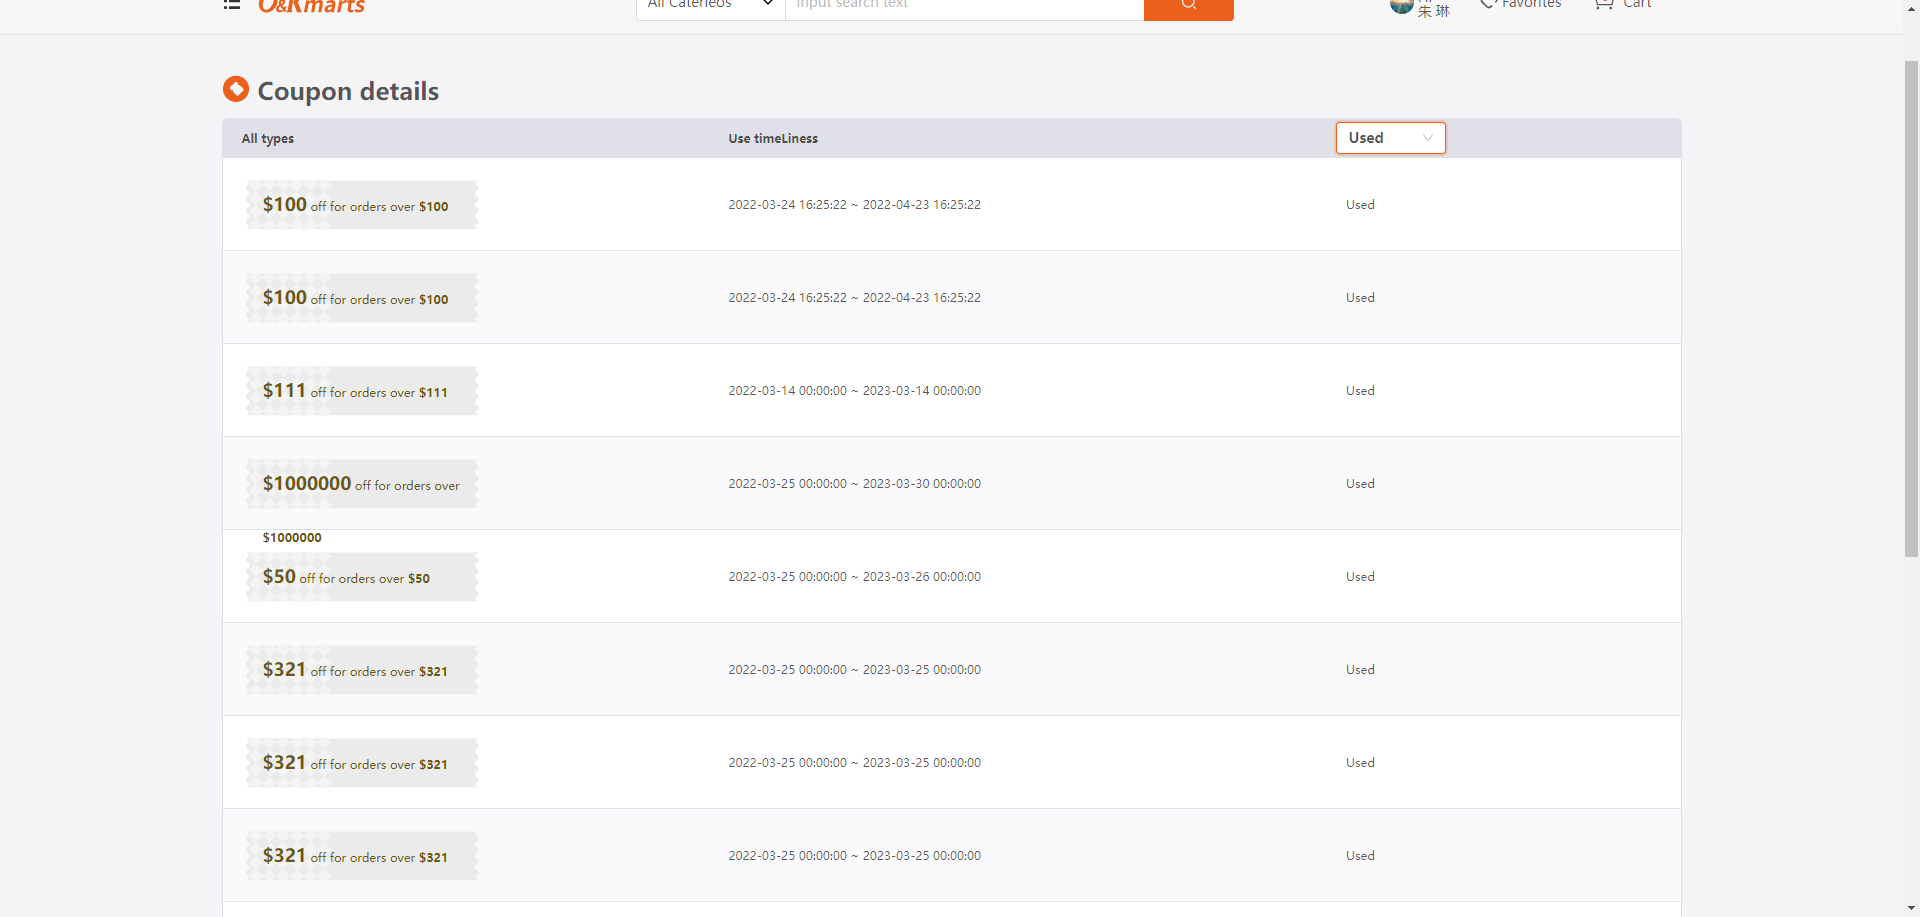 O&Kmarts
All Catefieos
Input search text
朱 琳
Favorites
Cart
Coupon details
All types
Use timeLiness
Used
$100 off for orders over $100
2022-03-24 16:25:22 ~ 2022-04-23 16:25:22
Used
$100 off for orders over $100
2022-03-24 16:25:22 ~ 2022-04-23 16:25:22
Used
$111 off for orders over $111
2022-03-14 00:00:00 ~ 2023-03-14 00:00:00
Used
$1000000 off for orders over
$1000000
2022-03-25 00:00:00 ~ 2023-03-30 00:00:00
Used
$50 off for orders over $50
2022-03-25 00:00:00 ~ 2023-03-26 00:00:00
Used
$321 off for orders over $321
2022-03-25 00:00:00 ~ 2023-03-25 00:00:00
Used
$321 off for orders over $321
2022-03-25 00:00:00 ~ 2023-03-25 00:00:00
Used
$321 off for orders over $321
2022-03-25 00:00:00 ~ 2023-03-25 00:00:00
Used